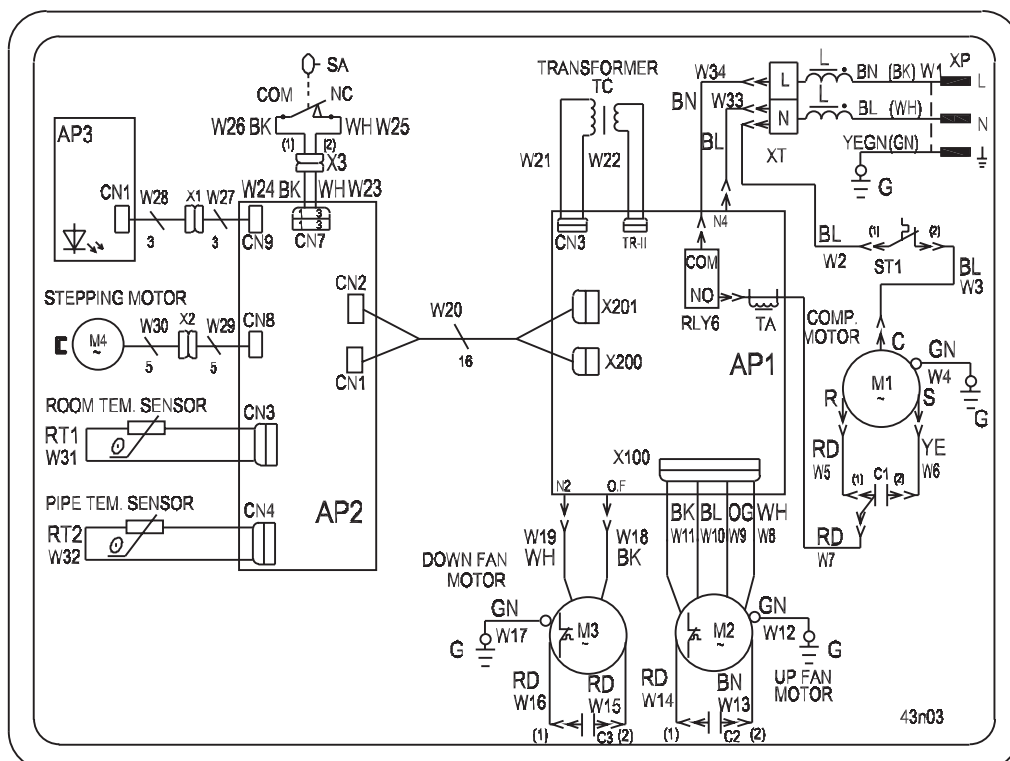 SA
COM NC
W26 BK WH W25
(1) (2)
X3
W24 BK WH W23
1 3
1 3
CN7
AP3
CN1
W28 X1 W27
3 3
CN9
STEPPING MOTOR
M4
~
W30 X2 W29
5 5
CN8
CN2
CN1
W20
16
X201
X200
ROOM TEM. SENSOR
RT1
W31
CN3
PIPE TEM. SENSOR
RT2
W32
CN4
AP2
TRANSFORMER
TC
W21 W22
CN3 TR-II
W34
BN W33
BL
N4
L
N
XT
L BN (BK) W1 XP L
L BL (WH) N
YEGN(GN)
G
COM
NO
RLY6 TA
AP1
BL
W2
(1) (2)
ST1
BL
W3
COMP.
MOTOR
C
M1
~
R S
GN
W4
G
RD
W5
YE
W6
(1) C1 (2)
RD
W7
X100
N2 O.F
W19
WH
W18
BK
BK BL OG WH
W11 W10 W9 W8
DOWN FAN
MOTOR
GN
W17
G
M3
~
RD
W16
RD
W15
(1) C3 (2)
M2
~
GN
W12
G
UP FAN
MOTOR
RD
W14
BN
W13
(1) C2 (2)
43n03